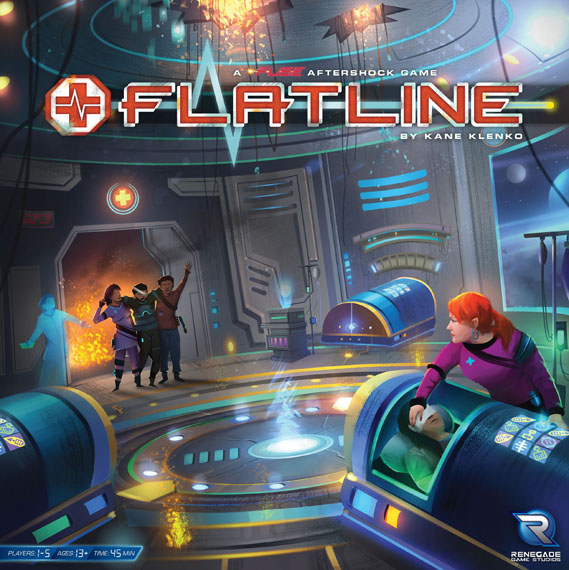 A FUSE AFTERSHOCK GAME
FLATLINE
BY KANE KLENKO
PLAYERS: 1-5 AGES: 13+ TIME: 45 MIN
R
RENEGADE
GAME STUDIOS